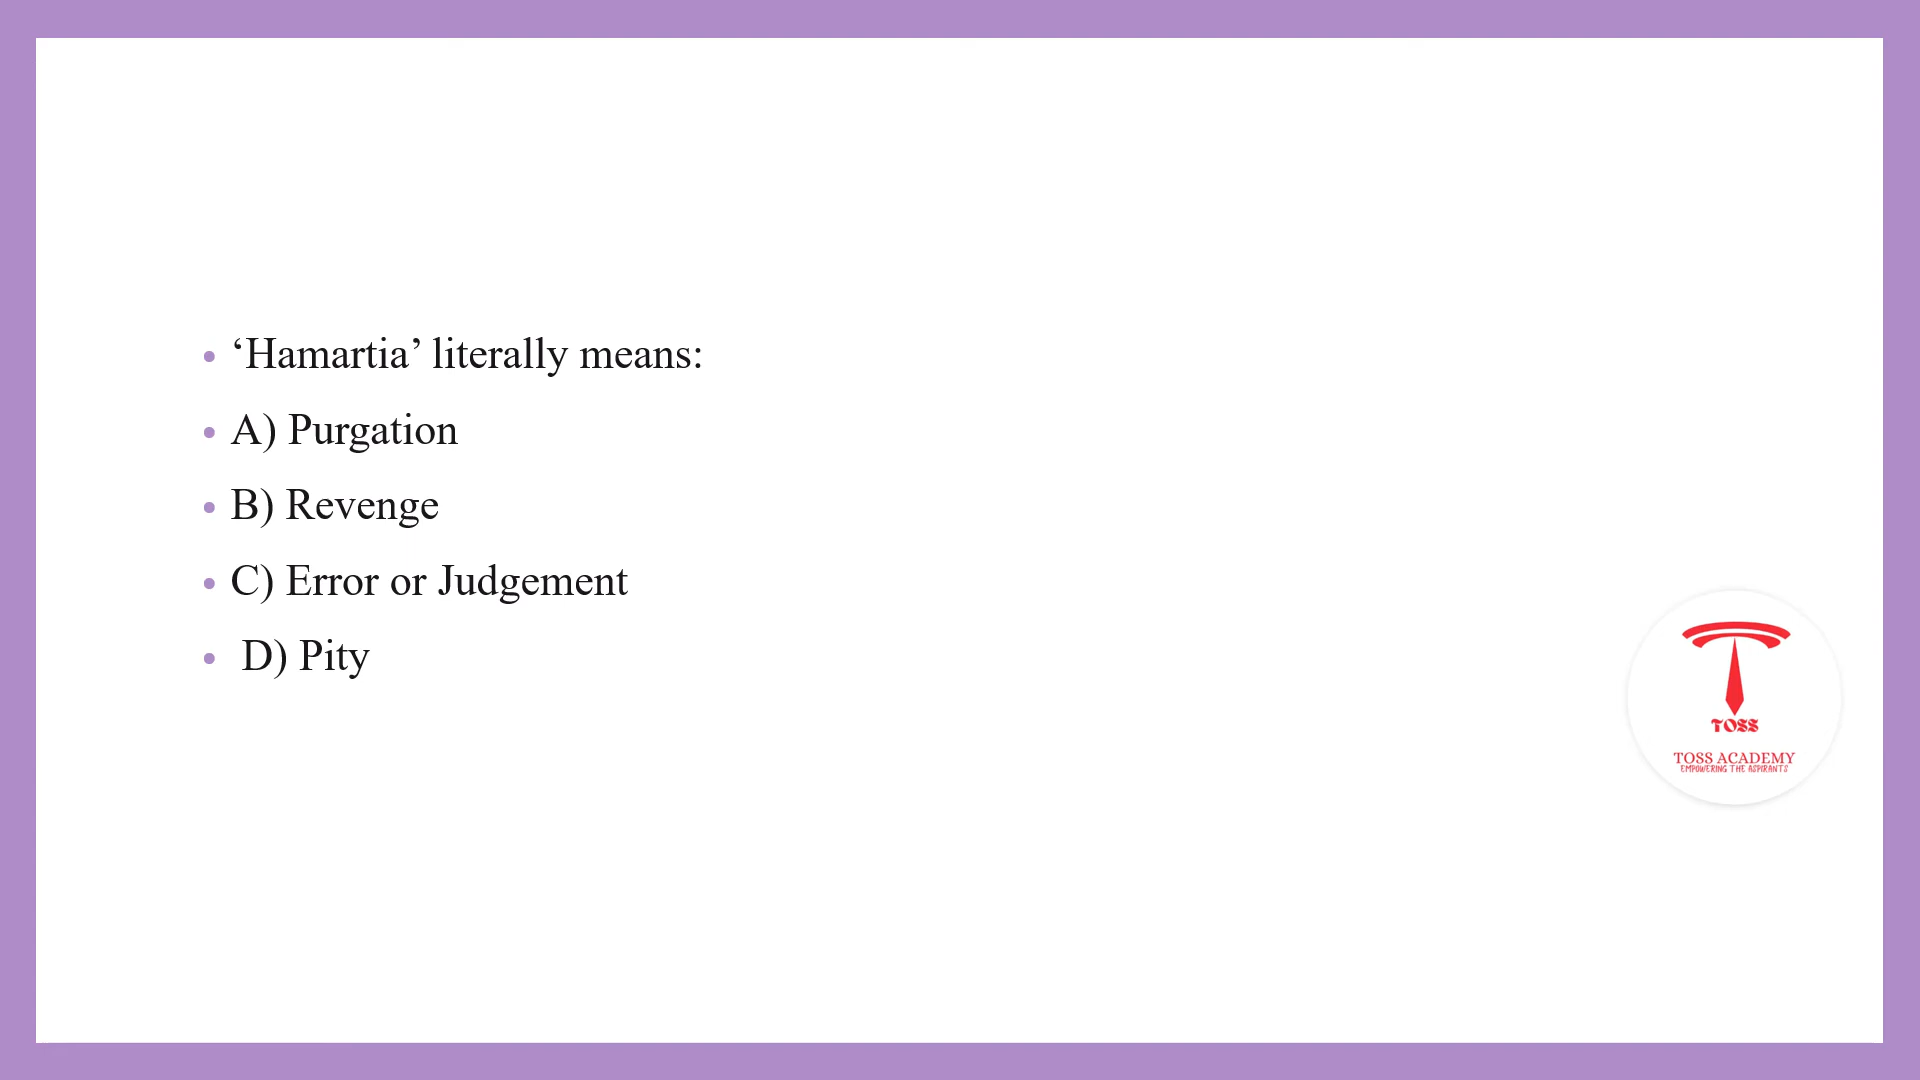 • ‘Hamartia’ literally means:
• A) Purgation
• B) Revenge
• C) Error or Judgement
• D) Pity
TOSS
TOSS ACADEMY
EMPOWERING THE ASPIRANTS